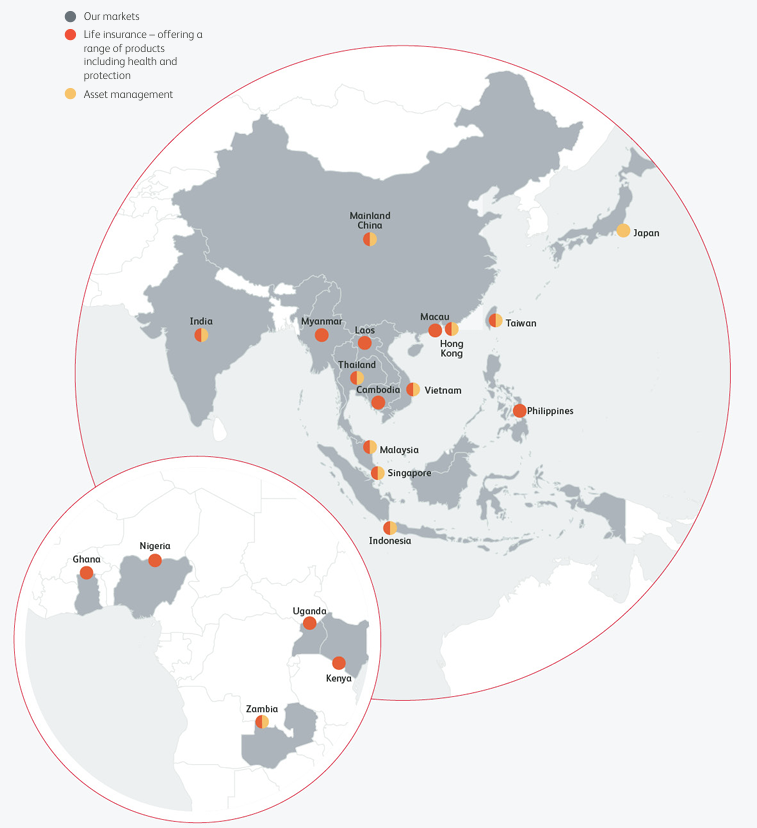 Our markets
Life insurance – offering a
range of products
including health and
protection
Asset management
Mainland
China
Japan
India
Myanmar
Laos
Macau
Hong
Kong
Taiwan
Thailand
Cambodia
Vietnam
Philippines
Malaysia
Singapore
Indonesia
Ghana
Nigeria
Uganda
Kenya
Zambia